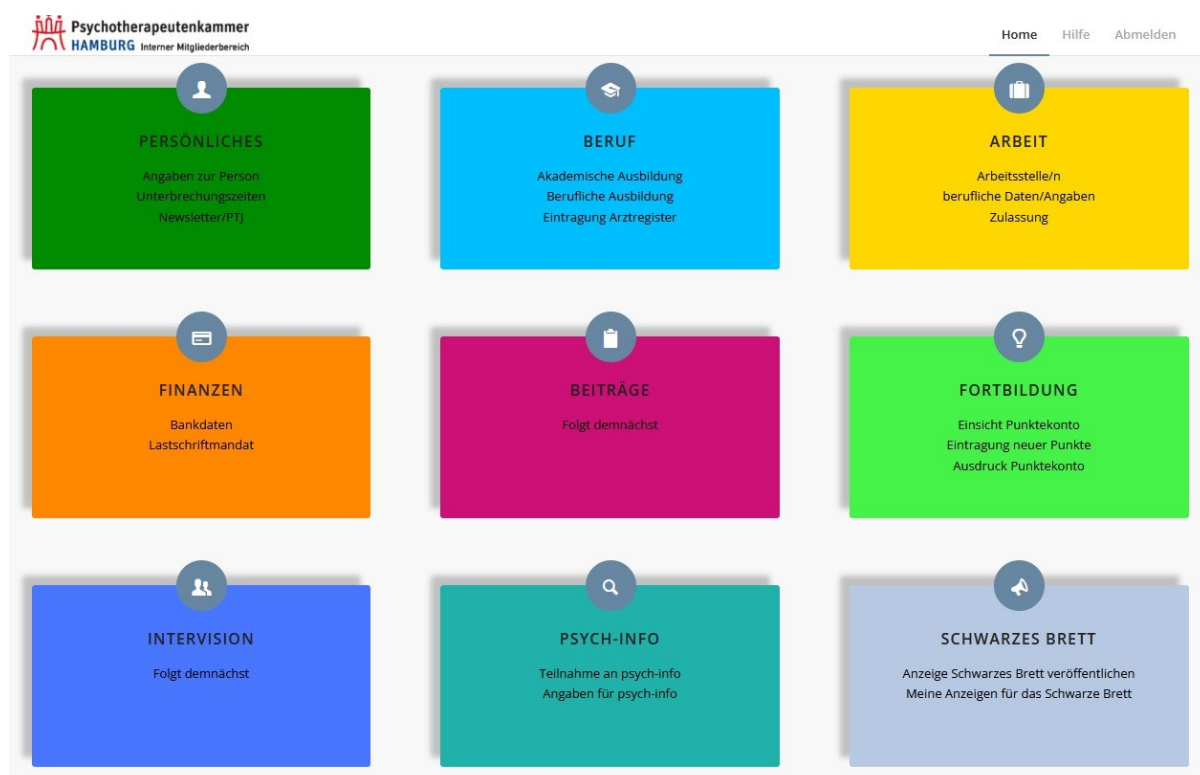 Psychotherapeutenkammer
HAMBURG Interner Mitgliederbereich
Home Hilfe Abmelden
PERSÖNLICHES
Angaben zur Person
Unterbrechungszeiten
Newsletter/PTJ
BERUF
Akademische Ausbildung
Berufliche Ausbildung
Eintragung Arztregister
ARBEIT
Arbeitsstelle/n
berufliche Daten/Angaben
Zulassung
FINANZEN
Bankdaten
Lastschriftmandat
BEITRÄGE
Folgt demnächst
FORTBILDUNG
Einsicht Punktekonto
Eintragung neuer Punkte
Ausdruck Punktekonto
INTERVISION
Folgt demnächst
PSYCH-INFO
Teilnahme an psych-info
Angaben für psych-info
SCHWARZES BRETT
Anzeige Schwarzes Brett veröffentlichen
Meine Anzeigen für das Schwarze Brett